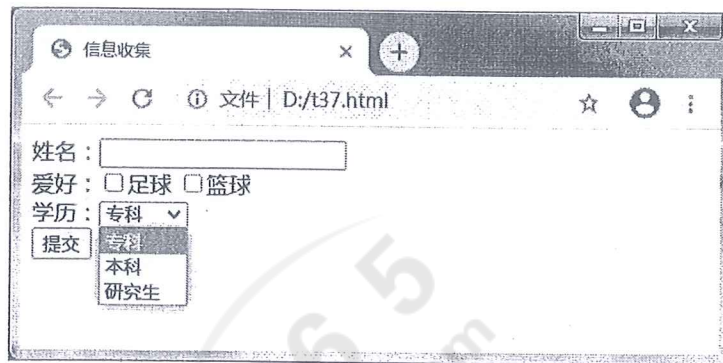 信息收集
文件 D:/t37.html
姓名：
爱好：足球 篮球
学历：专科
提交 专科
本科
研究生
65
m